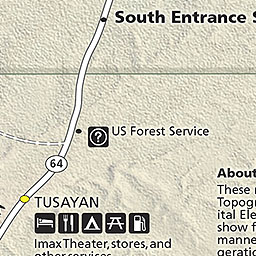 South Entrance S
US Forest Service
64
TUSAYAN
Imax Theater, stores, and
other services
About
These
Topogr
ital Ele
show f
manne
geratio